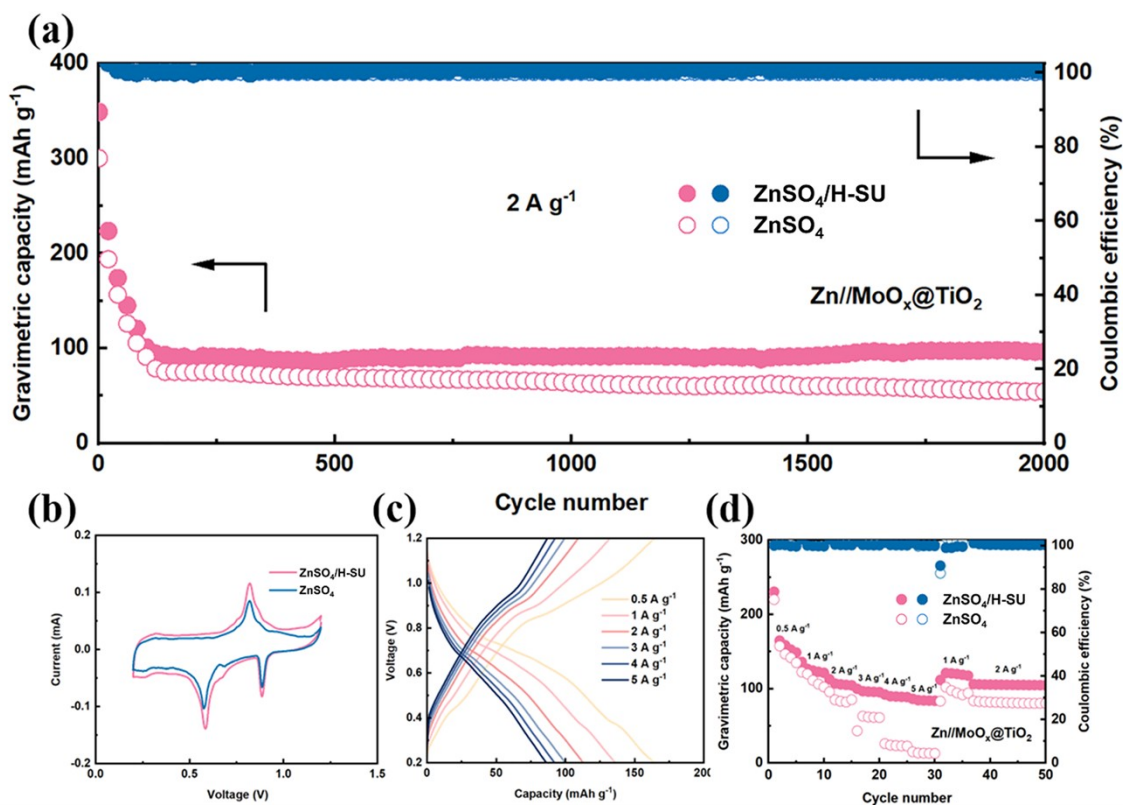 (a)
400
300
200
100
0
Gravimetric capacity (mAh g⁻¹)
100
80
60
40
20
0
Coulombic efficiency (%)
2 A g⁻¹
ZnSO₄/H-SU
ZnSO₄
Zn//MoOₓ@TiO₂
0 500 1000 1500 2000
Cycle number
(b)
0.2
0.1
0.0
-0.1
-0.2
Current (mA)
ZnSO₄/H-SU
ZnSO₄
0.0 0.5 1.0 1.5
Voltage (V)
(c)
1.2
1.0
0.8
0.6
0.4
0.2
Voltage (V)
0.5 A g⁻¹
1 A g⁻¹
2 A g⁻¹
3 A g⁻¹
4 A g⁻¹
5 A g⁻¹
0 40 80 120 160 200
Capacity (mAh g⁻¹)
(d)
300
250
200
150
100
50
0
Gravimetric capacity (mAh g⁻¹)
100
80
60
40
20
0
Coulombic efficiency (%)
ZnSO₄/H-SU
ZnSO₄
0.5 A g⁻¹
1 A g⁻¹
2 A g⁻¹
3 A g⁻¹
4 A g⁻¹
5 A g⁻¹
1 A g⁻¹
2 A g⁻¹
Zn//MoOₓ@TiO₂
0 10 20 30 40 50
Cycle number